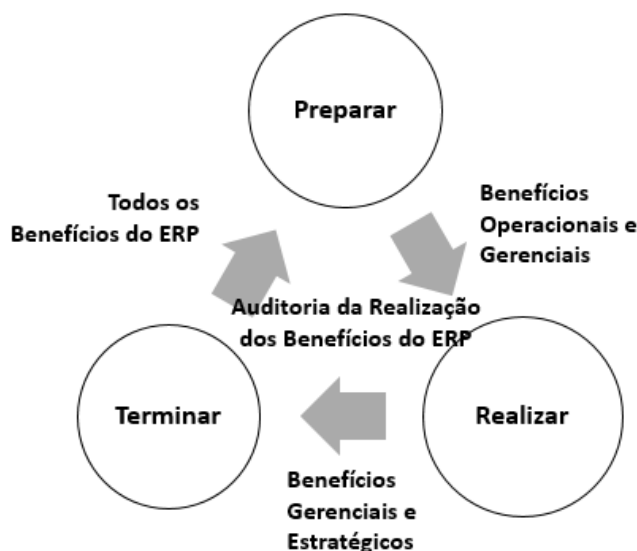 Preparar
Todos os
Benefícios do ERP
Benefícios
Operacionais e
Gerenciais
Auditoria da Realização
dos Benefícios do ERP
Terminar
Realizar
Benefícios
Gerenciais e
Estratégicos